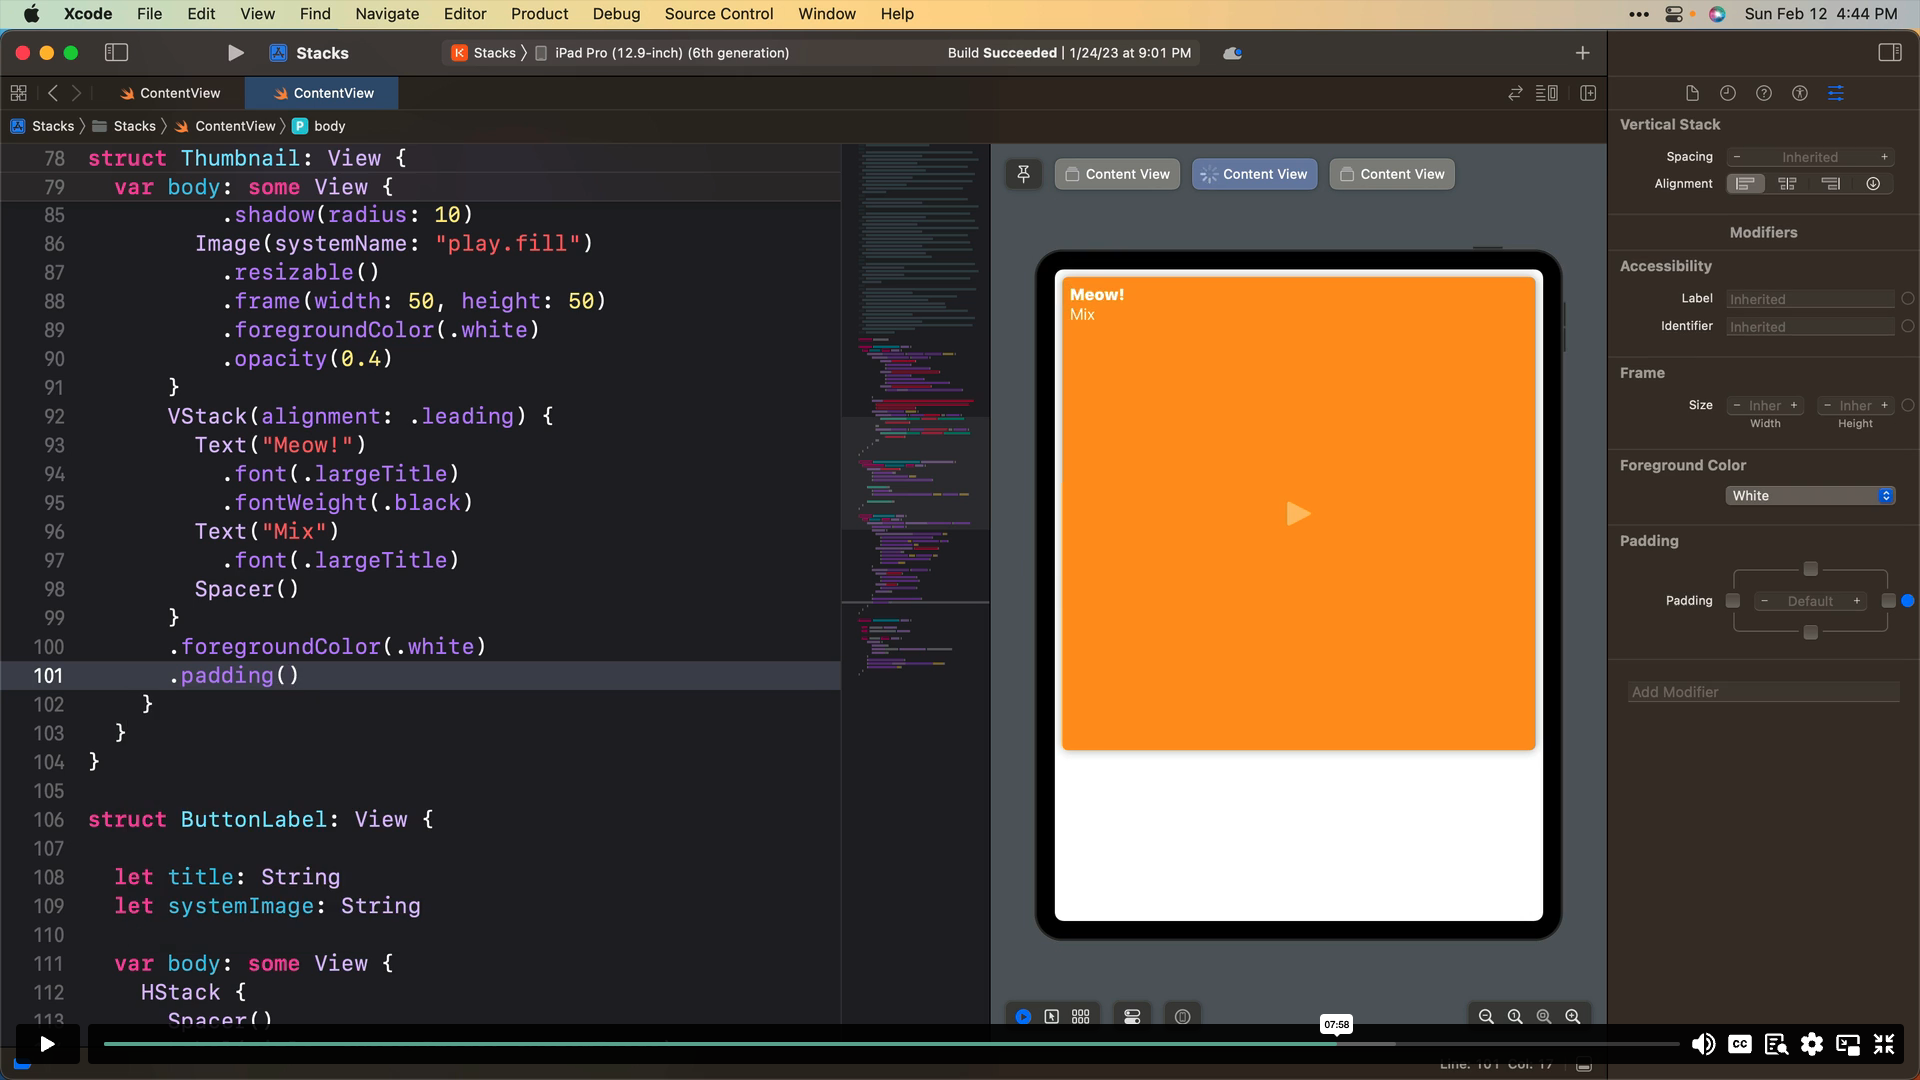 Xcode File Edit View Find Navigate Editor Product Debug Source Control Window Help Sun Feb 12 4:44 PM
Stacks
Stacks 〉 iPad Pro (12.9-inch) (6th generation)
Build Succeeded | 1/24/23 at 9:01 PM
ContentView
ContentView
Stacks 〉 Stacks 〉 ContentView 〉 P body
78 struct Thumbnail: View {
79 var body: some View {
85 .shadow(radius: 10)
86 Image(systemName: "play.fill")
87 .resizable()
88 .frame(width: 50, height: 50)
89 .foregroundColor(.white)
90 .opacity(0.4)
91 }
92 VStack(alignment: .leading) {
93 Text("Meow!")
94 .font(.largeTitle)
95 .fontWeight(.black)
96 Text("Mix")
97 .font(.largeTitle)
98 Spacer()
99 }
100 .foregroundColor(.white)
101 .padding()
102 }
103 }
104 }
105
106 struct ButtonLabel: View {
107
108 let title: String
109 let systemImage: String
110
111 var body: some View {
112 HStack {
113 Spacer()
Content View
Content View
Content View
Meow!
Mix
Vertical Stack
Spacing − Inherited +
Alignment
Modifiers
Accessibility
Label Inherited
Identifier Inherited
Frame
Size − Inher + − Inher +
Width Height
Foreground Color
White
Padding
Padding − Default +
Add Modifier
07:58
CC
Line: 101 Col: 17